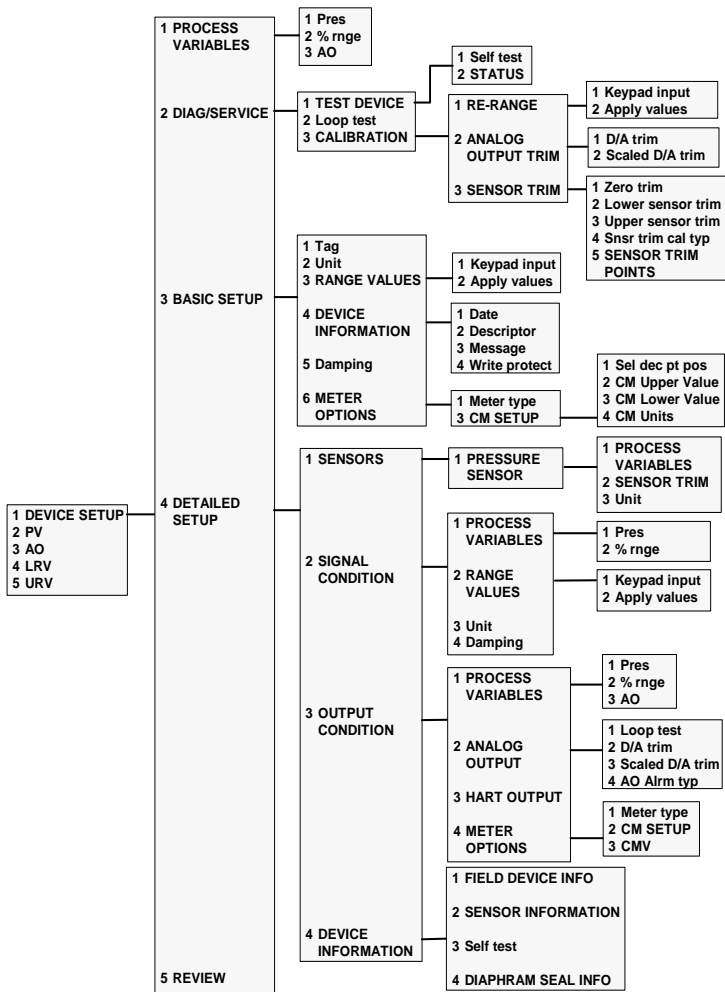 1 DEVICE SETUP
2 PV
3 AO
4 LRV
5 URV
1 PROCESS
VARIABLES
2 DIAG/SERVICE
3 BASIC SETUP
4 DETAILED
SETUP
5 REVIEW
1 Pres
2 % rnge
3 AO
1 TEST DEVICE
2 Loop test
3 CALIBRATION
1 Self test
2 STATUS
1 RE-RANGE
2 ANALOG
OUTPUT TRIM
3 SENSOR TRIM
1 Keypad input
2 Apply values
1 D/A trim
2 Scaled D/A trim
1 Zero trim
2 Lower sensor trim
3 Upper sensor trim
4 Snsr trim cal typ
5 SENSOR TRIM
POINTS
1 Tag
2 Unit
3 RANGE VALUES
4 DEVICE
INFORMATION
5 Damping
6 METER
OPTIONS
1 Keypad input
2 Apply values
1 Date
2 Descriptor
3 Message
4 Write protect
1 Meter type
3 CM SETUP
1 Sel dec pt pos
2 CM Upper Value
3 CM Lower Value
4 CM Units
1 SENSORS
2 SIGNAL
CONDITION
3 OUTPUT
CONDITION
4 DEVICE
INFORMATION
1 PRESSURE
SENSOR
1 PROCESS
VARIABLES
2 SENSOR TRIM
3 Unit
1 PROCESS
VARIABLES
2 RANGE
VALUES
3 Unit
4 Damping
1 Pres
2 % rnge
1 Keypad input
2 Apply values
1 PROCESS
VARIABLES
2 ANALOG
OUTPUT
3 HART OUTPUT
4 METER
OPTIONS
1 Pres
2 % rnge
3 AO
1 Loop test
2 D/A trim
3 Scaled D/A trim
4 AO Alrm typ
1 Meter type
2 CM SETUP
3 CMV
1 FIELD DEVICE INFO
2 SENSOR INFORMATION
3 Self test
4 DIAPHRAM SEAL INFO